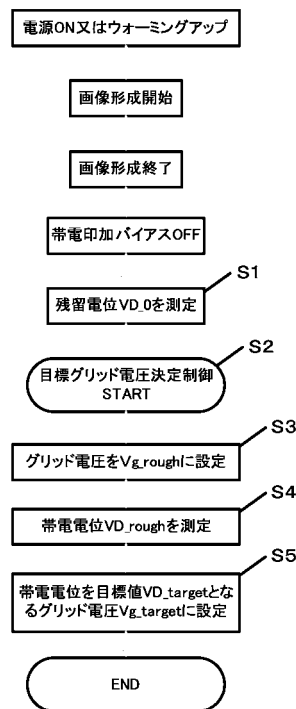 電源ON又はウォーミングアップ
画像形成開始
画像形成終了
帯電印加バイアスOFF
S1
残留電位VD_0を測定
S2
目標グリッド電圧決定制御
START
S3
グリッド電圧をVg_roughに設定
S4
帯電電位VD_roughを測定
S5
帯電電位を目標値VD_targetとな
るグリッド電圧Vg_targetに設定
END